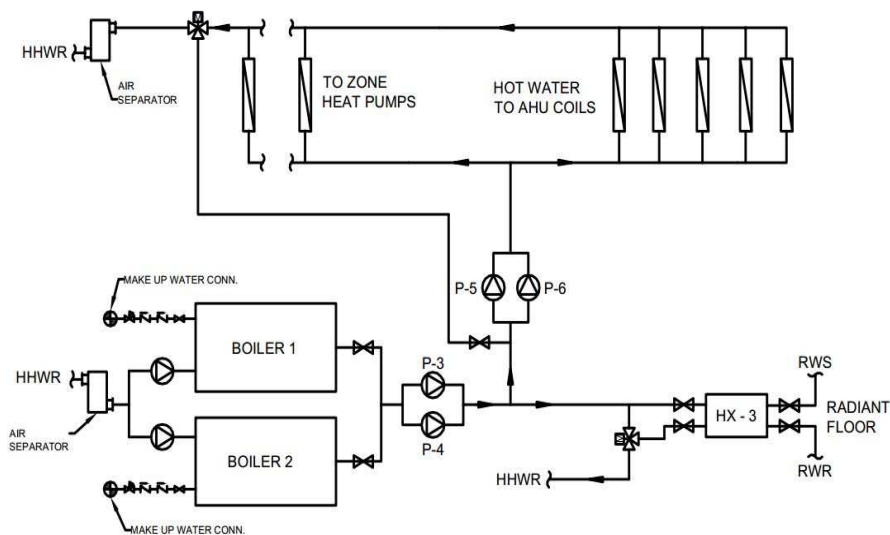 HHWR
AIR
SEPARATOR
TO ZONE
HEAT PUMPS
HOT WATER
TO AHU COILS
MAKE UP WATER CONN.
P-5
P-6
BOILER 1
P-3
HHWR
AIR
SEPARATOR
BOILER 2
P-4
HX - 3
RWS
RADIANT
FLOOR
RWR
HHWR
MAKE UP WATER CONN.
M
M